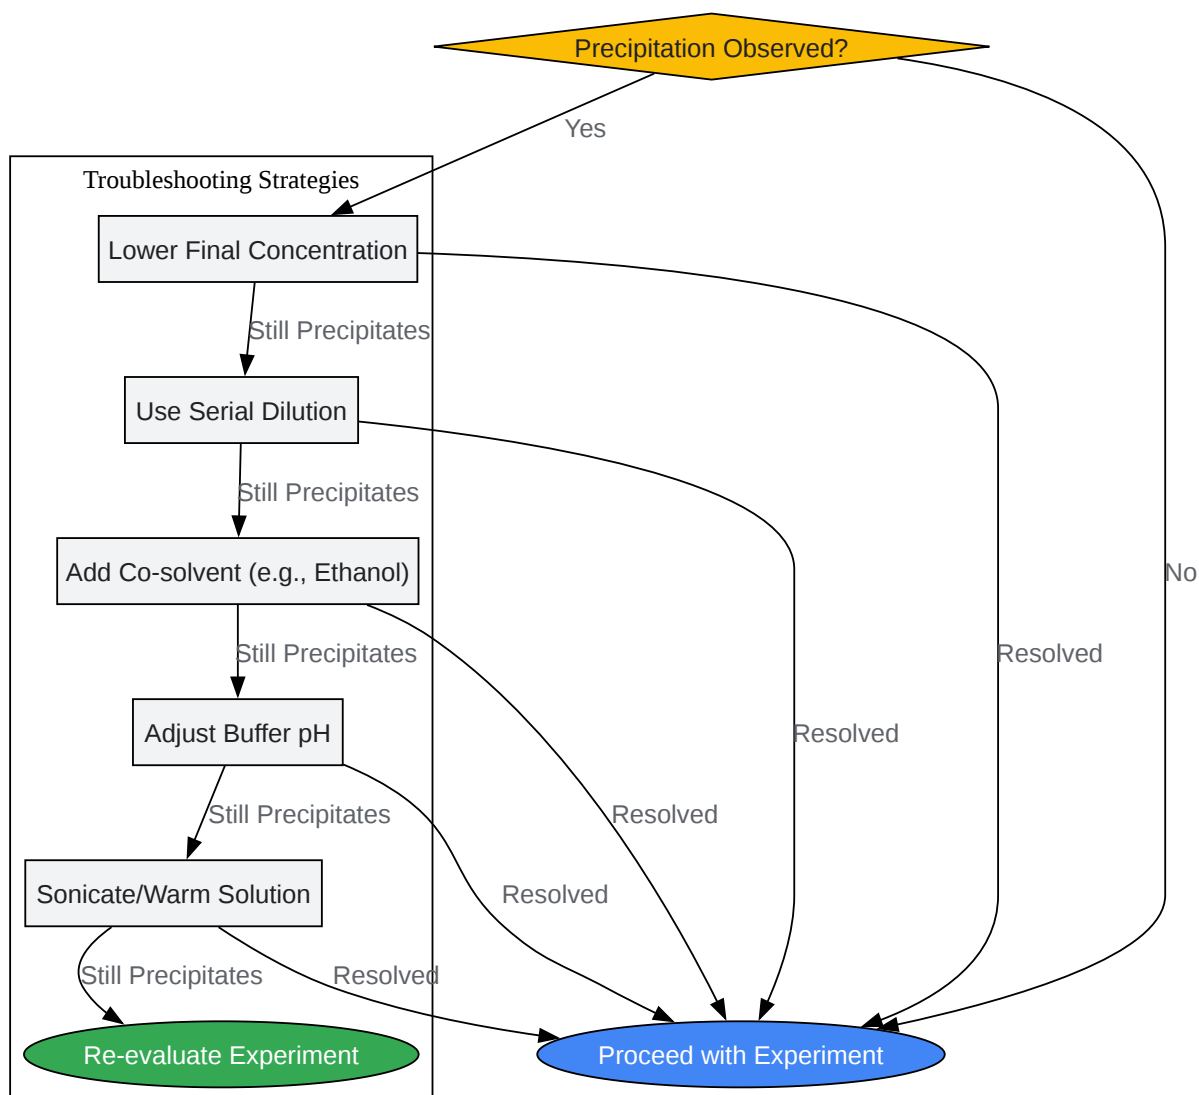 Precipitation Observed?
Yes
Troubleshooting Strategies
Lower Final Concentration
Still Precipitates
Use Serial Dilution
Still Precipitates
Add Co-solvent (e.g., Ethanol)
No
Still Precipitates
Resolved
Adjust Buffer pH
Resolved
Still Precipitates
Resolved
Sonicate/Warm Solution
Resolved
Still Precipitates
Resolved
Re-evaluate Experiment
Proceed with Experiment